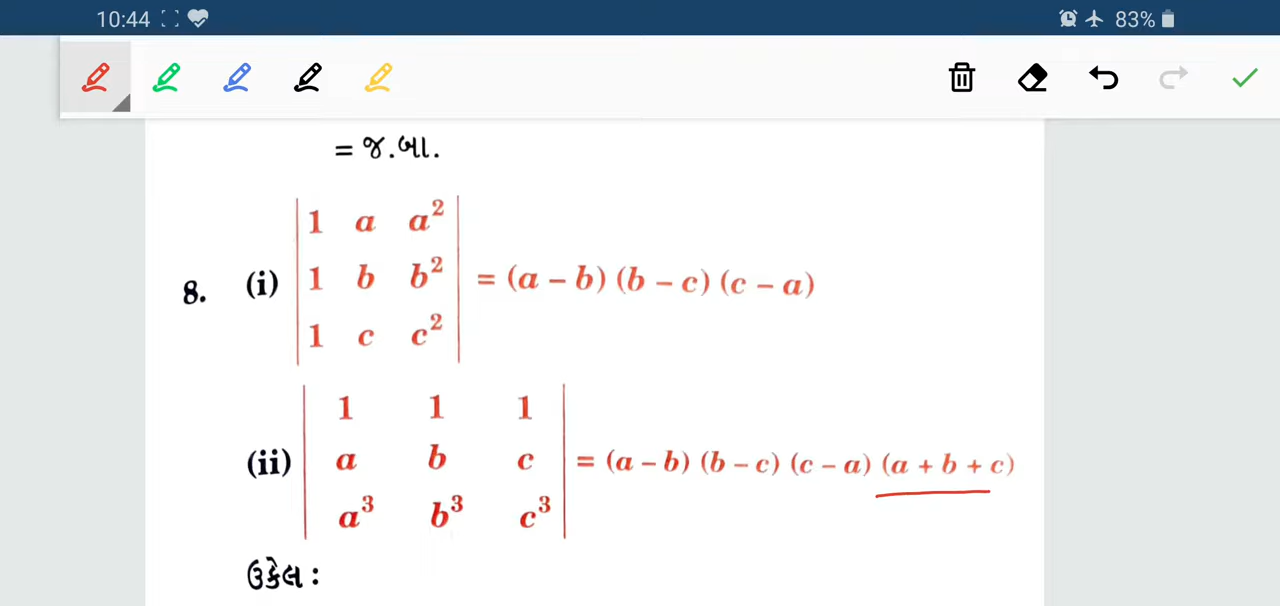 10:44 83%
= જ.બા.
8. (i) | 1 a a² | = (a – b) (b – c) (c – a)
| 1 b b² |
| 1 c c² |
(ii) | 1 1 1 | = (a – b) (b – c) (c – a) (a + b + c)
| a b c |
| a³ b³ c³ |
ઉકેલ :